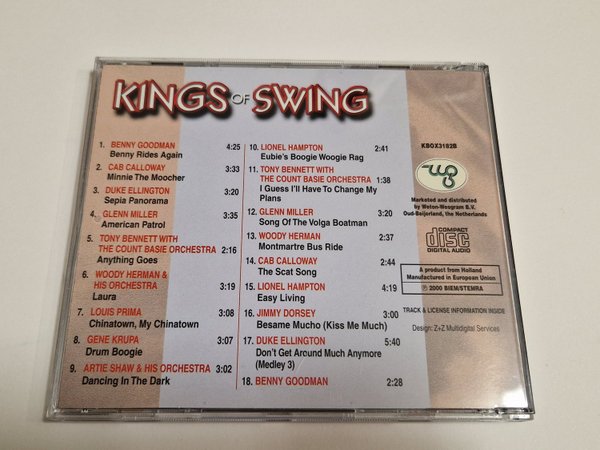 KINGS OF SWING
1. BENNY GOODMAN 4:25
Benny Rides Again
2. CAB CALLOWAY 3:33
Minnie The Moocher
3. DUKE ELLINGTON 3:20
Sepia Panorama
4. GLENN MILLER 3:35
American Patrol
5. TONY BENNETT WITH
THE COUNT BASIE ORCHESTRA 2:16
Anything Goes
6. WOODY HERMAN &
HIS ORCHESTRA 3:19
Laura
7. LOUIS PRIMA 3:08
Chinatown, My Chinatown
8. GENE KRUPA 3:07
Drum Boogie
9. ARTIE SHAW & HIS ORCHESTRA 3:02
Dancing In The Dark
10. LIONEL HAMPTON 2:41
Eubie's Boogie Woogie Rag
11. TONY BENNETT WITH
THE COUNT BASIE ORCHESTRA 1:38
I Guess I'll Have To Change My
Plans
12. GLENN MILLER 3:20
Song Of The Volga Boatman
13. WOODY HERMAN 2:37
Montmartre Bus Ride
14. CAB CALLOWAY 2:44
The Scat Song
15. LIONEL HAMPTON 4:19
Easy Living
16. JIMMY DORSEY 3:00
Besame Mucho (Kiss Me Much)
17. DUKE ELLINGTON 5:40
Don't Get Around Much Anymore
(Medley 3)
18. BENNY GOODMAN 2:28
KBOX3182B
wg
Marketed and distributed
by Weton-Wesgram B.V.
Oud-Beijerland, the Netherlands
COMPACT
disc
DIGITAL AUDIO
A product from Holland
Manufactured in European Union
℗ 2000 BIEM/STEMRA
TRACK & LICENSE INFORMATION INSIDE
Design: Z+Z Multidigital Services